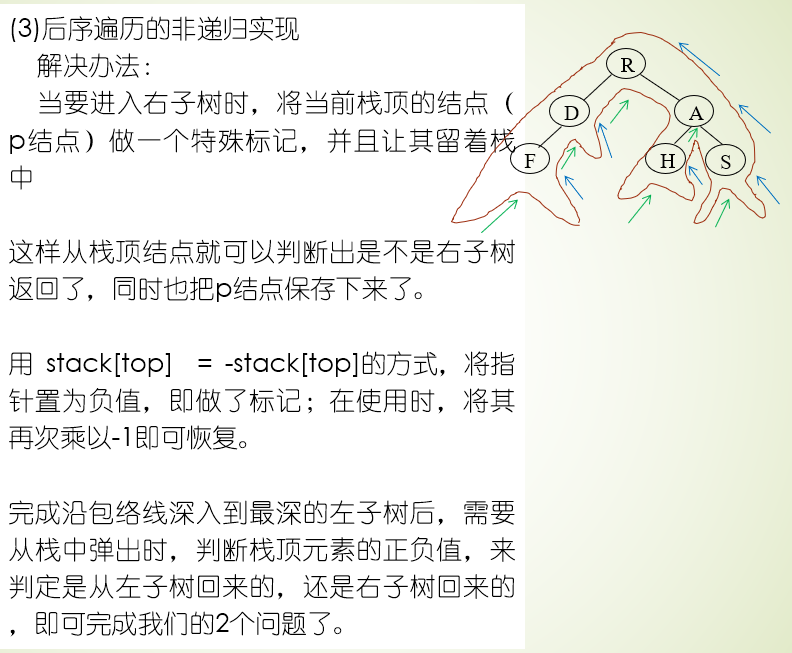 (3)后序遍历的非递归实现
解决办法：
当要进入右子树时，将当前栈顶的结点（
p结点）做一个特殊标记，并且让其留着栈
中
这样从栈顶结点就可以判断出是不是右子树
返回了，同时也把p结点保存下来了。
用 stack[top] = -stack[top]的方式，将指
针置为负值，即做了标记；在使用时，将其
再次乘以-1即可恢复。
完成沿包络线深入到最深的左子树后，需要
从栈中弹出时，判断栈顶元素的正负值，来
判定是从左子树回来的，还是右子树回来的
，即可完成我们的2个问题了。
R
D A
F H S